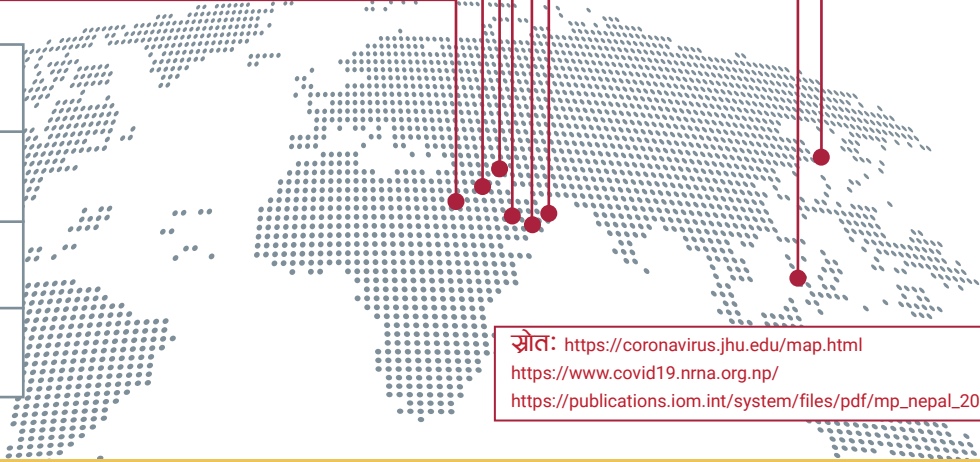 स्रोत: https://coronavirus.jhu.edu/map.html
https://www.covid19.nrna.org.np/
https://publications.iom.int/system/files/pdf/mp_nepal_20